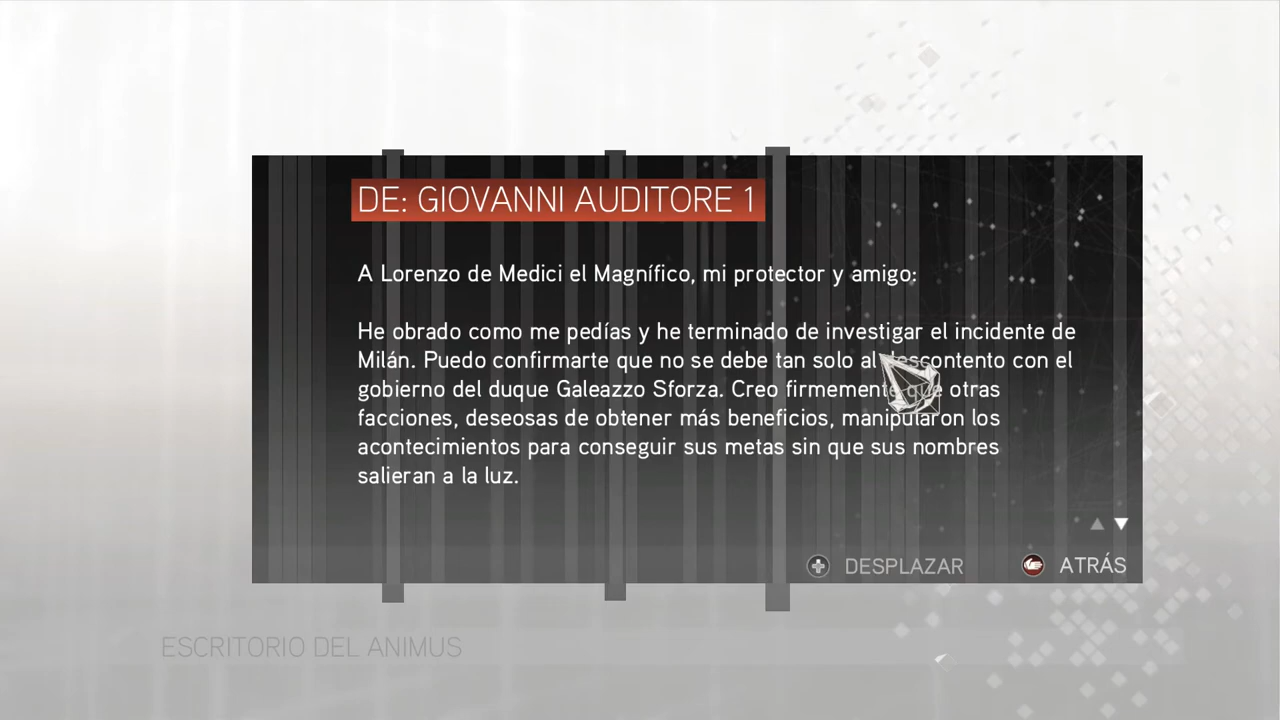 DE: GIOVANNI AUDITORE 1
A Lorenzo de Medici el Magnífico, mi protector y amigo:
He obrado como me pedías y he terminado de investigar el incidente de
Milán. Puedo confirmarte que no se debe tan solo al descontento con el
gobierno del duque Galeazzo Sforza. Creo firmemente que otras
facciones, deseosas de obtener más beneficios, manipularon los
acontecimientos para conseguir sus metas sin que sus nombres
salieran a la luz.
DESPLAZAR ATRÁS
ESCRITORIO DEL ANIMUS